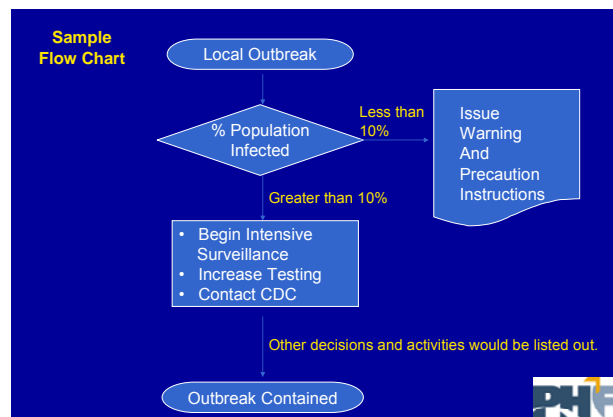 Sample
Flow Chart
Local Outbreak
% Population
Infected
Less than
10%
Issue
Warning
And
Precaution
Instructions
Greater than 10%
• Begin Intensive
Surveillance
• Increase Testing
• Contact CDC
Other decisions and activities would be listed out.
Outbreak Contained